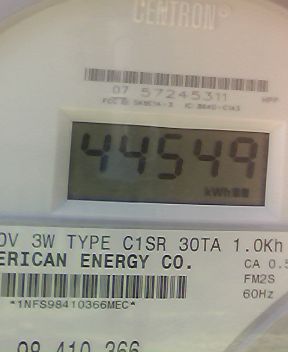 CENTRON®
07 57245311
44549
kWh
0V 3W TYPE C1SR 30TA 1.0Kh
ERICAN ENERGY CO.
CA 0.5
FM2S
60Hz
*1NFS98410366MEC*
98 410 366